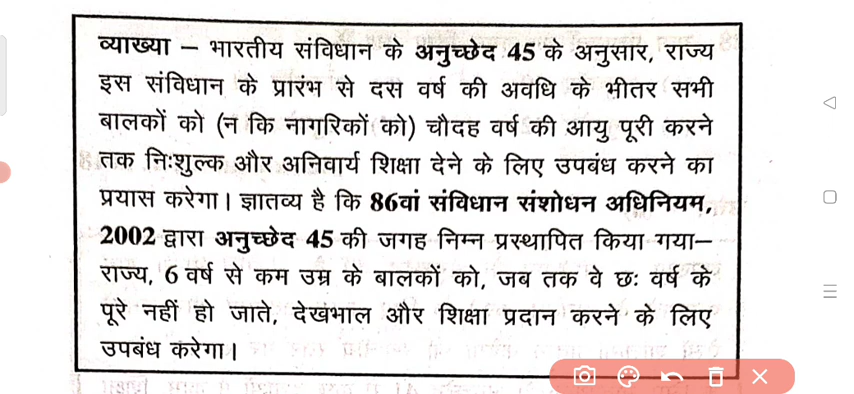 व्याख्या – भारतीय संविधान के अनुच्छेद 45 के अनुसार, राज्य
इस संविधान के प्रारंभ से दस वर्ष की अवधि के भीतर सभी
बालकों को (न कि नागरिकों को) चौदह वर्ष की आयु पूरी करने
तक निःशुल्क और अनिवार्य शिक्षा देने के लिए उपबंध करने का
प्रयास करेगा। ज्ञातव्य है कि 86वां संविधान संशोधन अधिनियम,
2002 द्वारा अनुच्छेद 45 की जगह निम्न प्रस्थापित किया गया–
राज्य, 6 वर्ष से कम उम्र के बालकों को, जब तक वे छः वर्ष के
पूरे नहीं हो जाते, देखभाल और शिक्षा प्रदान करने के लिए
उपबंध करेगा।